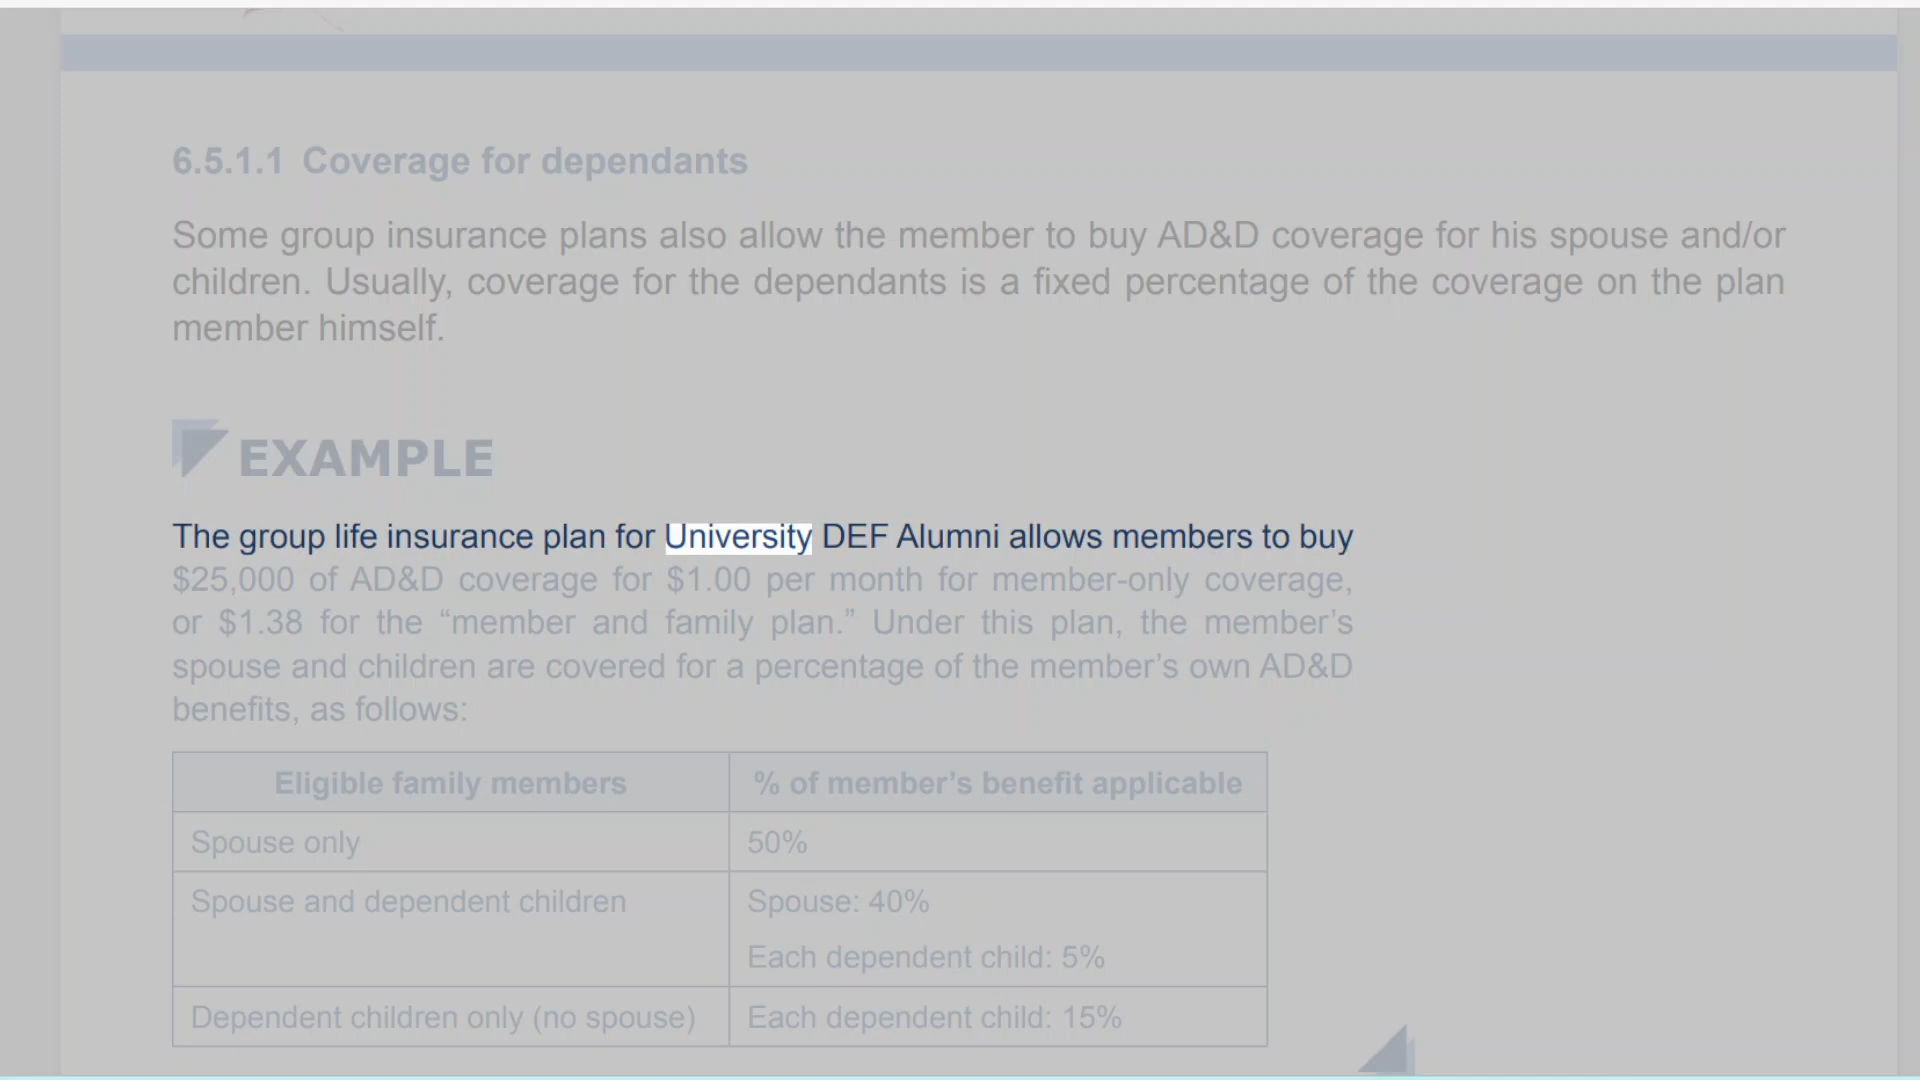 6.5.1.1 Coverage for dependants
Some group insurance plans also allow the member to buy AD&D coverage for his spouse and/or
children. Usually, coverage for the dependants is a fixed percentage of the coverage on the plan
member himself.
EXAMPLE
The group life insurance plan for University DEF Alumni allows members to buy
$25,000 of AD&D coverage for $1.00 per month for member-only coverage,
or $1.38 for the “member and family plan.” Under this plan, the member’s
spouse and children are covered for a percentage of the member’s own AD&D
benefits, as follows:
Eligible family members % of member’s benefit applicable
Spouse only 50%
Spouse and dependent children Spouse: 40%
Each dependent child: 5%
Dependent children only (no spouse) Each dependent child: 15%